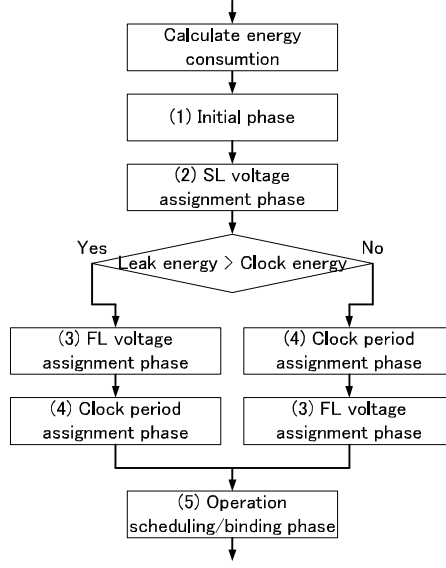 Calculate energy
consumtion
(1) Initial phase
(2) SL voltage
assignment phase
Yes
No
Leak energy > Clock energy
(3) FL voltage
assignment phase
(4) Clock period
assignment phase
(4) Clock period
assignment phase
(3) FL voltage
assignment phase
(5) Operation
scheduling/binding phase